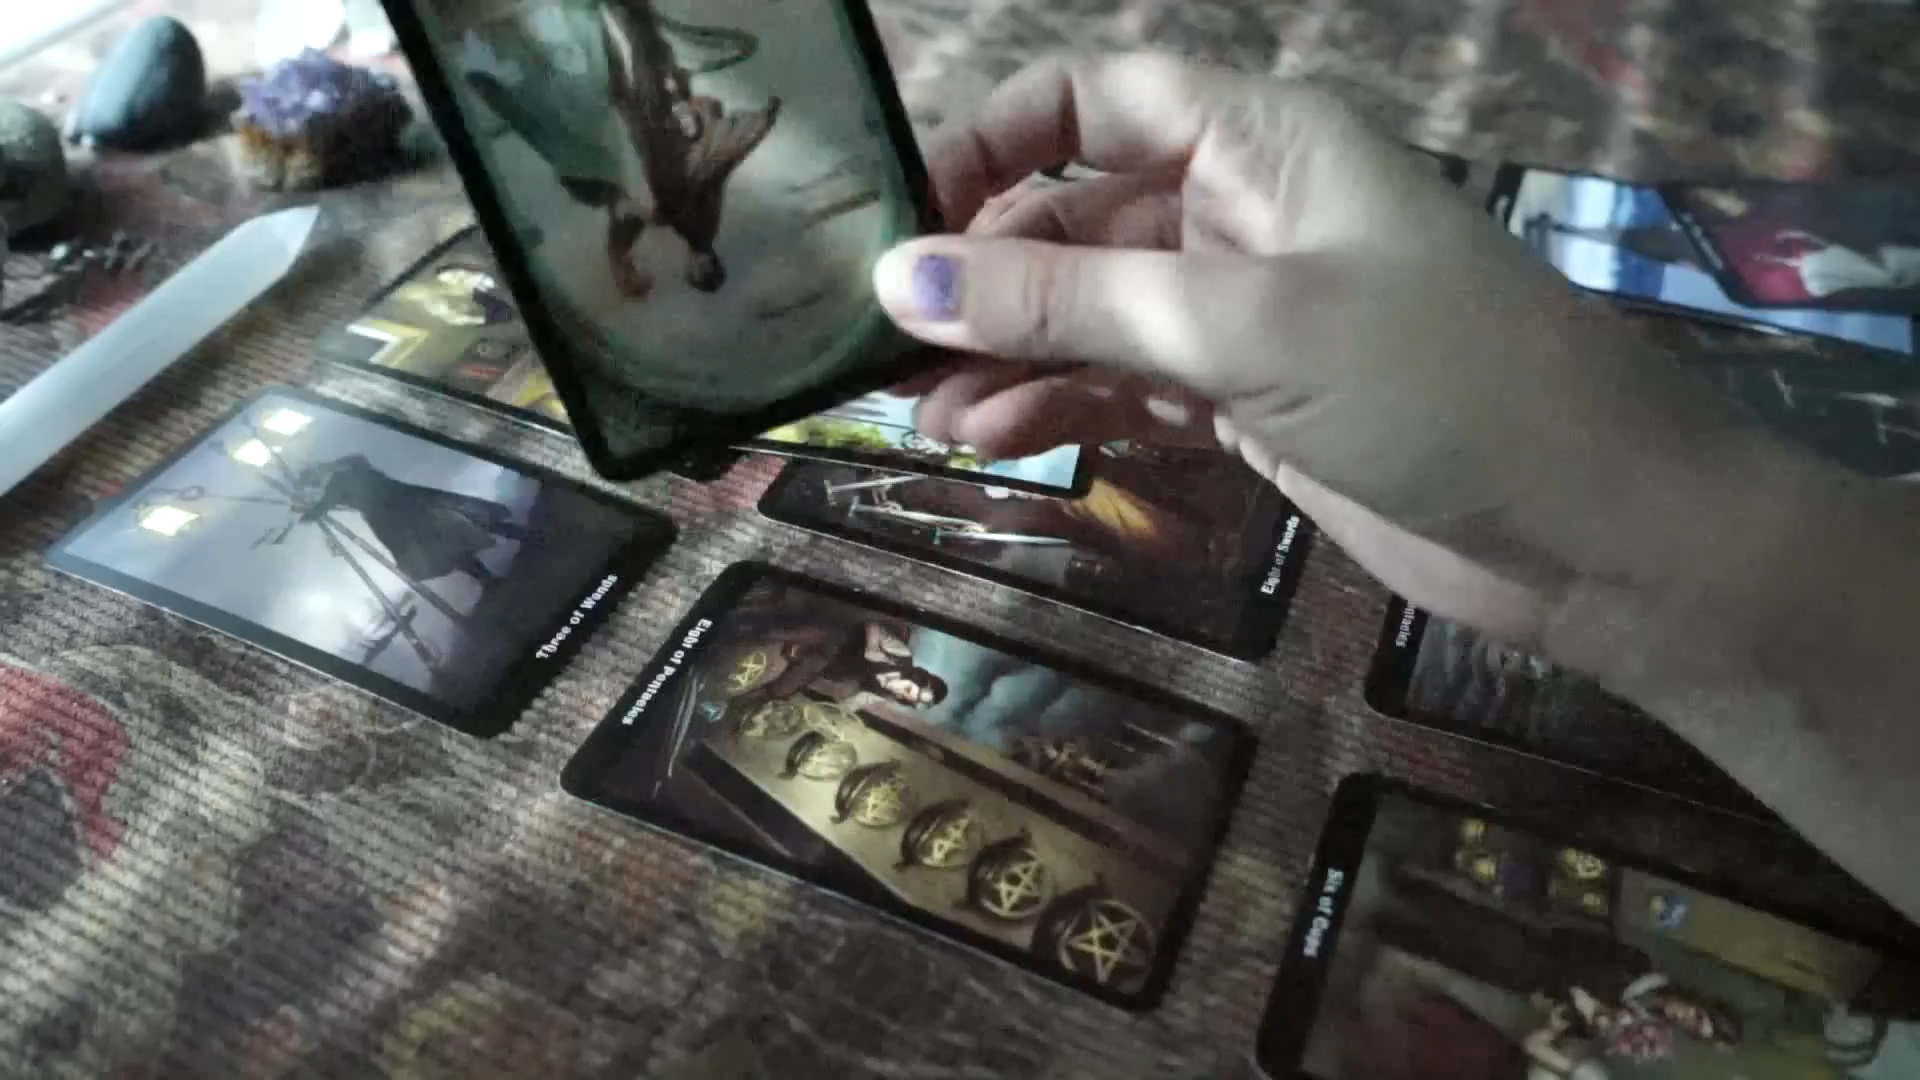 Eight of Swords
Three of Wands
Eight of Pentacles
Six of Cups